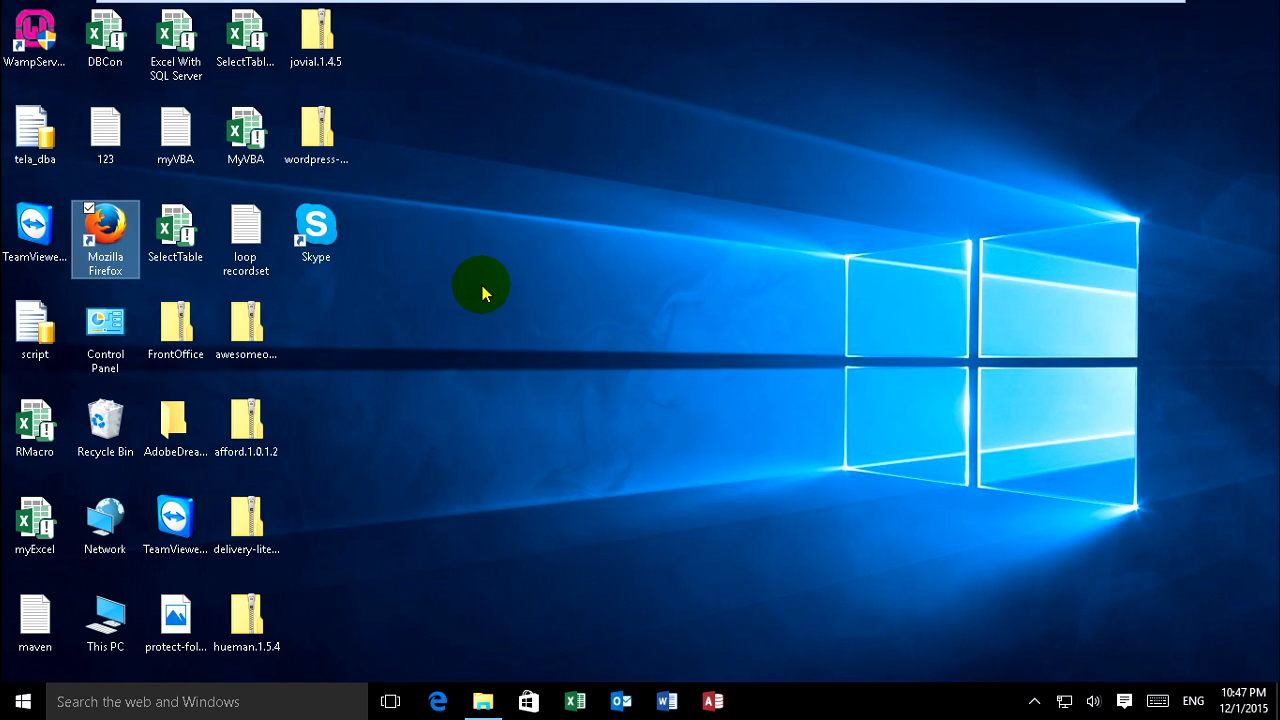 WampServ...
DBCon
Excel With
SQL Server
SelectTabl...
jovial.1.4.5
tela_dba
123
myVBA
MyVBA
wordpress-...
TeamViewe...
Mozilla
Firefox
SelectTable
loop
recordset
Skype
script
Control
Panel
FrontOffice
awesomeo...
RMacro
Recycle Bin
AdobeDrea...
afford.1.0.1.2
myExcel
Network
TeamViewe...
delivery-lite...
maven
This PC
protect-fol...
hueman.1.5.4
Search the web and Windows
ENG
10:47 PM
12/1/2015